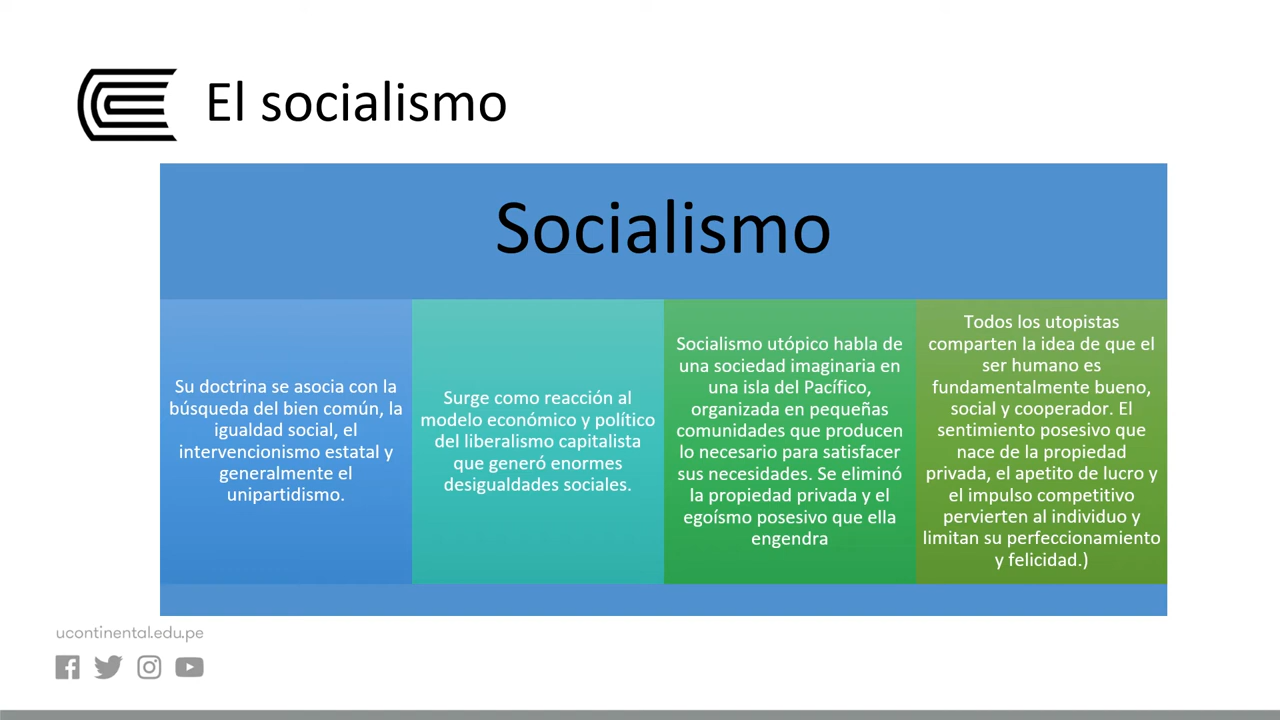 El socialismo
Socialismo
Su doctrina se asocia con la
búsqueda del bien común, la
igualdad social, el
intervencionismo estatal y
generalmente el
unipartidismo.
Surge como reacción al
modelo económico y político
del liberalismo capitalista
que generó enormes
desigualdades sociales.
Socialismo utópico habla de
una sociedad imaginaria en
una isla del Pacífico,
organizada en pequeñas
comunidades que producen
lo necesario para satisfacer
sus necesidades. Se eliminó
la propiedad privada y el
egoísmo posesivo que ella
engendra
Todos los utopistas
comparten la idea de que el
ser humano es
fundamentalmente bueno,
social y cooperador. El
sentimiento posesivo que
nace de la propiedad
privada, el apetito de lucro y
el impulso competitivo
pervierten al individuo y
limitan su perfeccionamiento
y felicidad.)
ucontinental.edu.pe